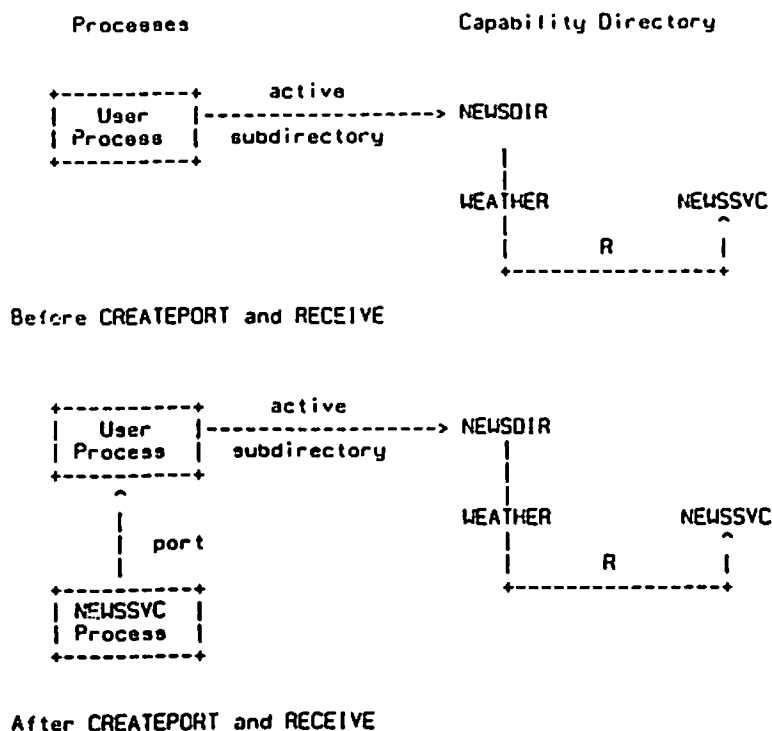 Processes Capability Directory
active
User Process
subdirectory
NEWSDIR
WEATHER NEWSSVC
R
Before CREATEPORT and RECEIVE
active
User Process
subdirectory
NEWSDIR
WEATHER NEWSSVC
port R
NEWSSVC Process
After CREATEPORT and RECEIVE